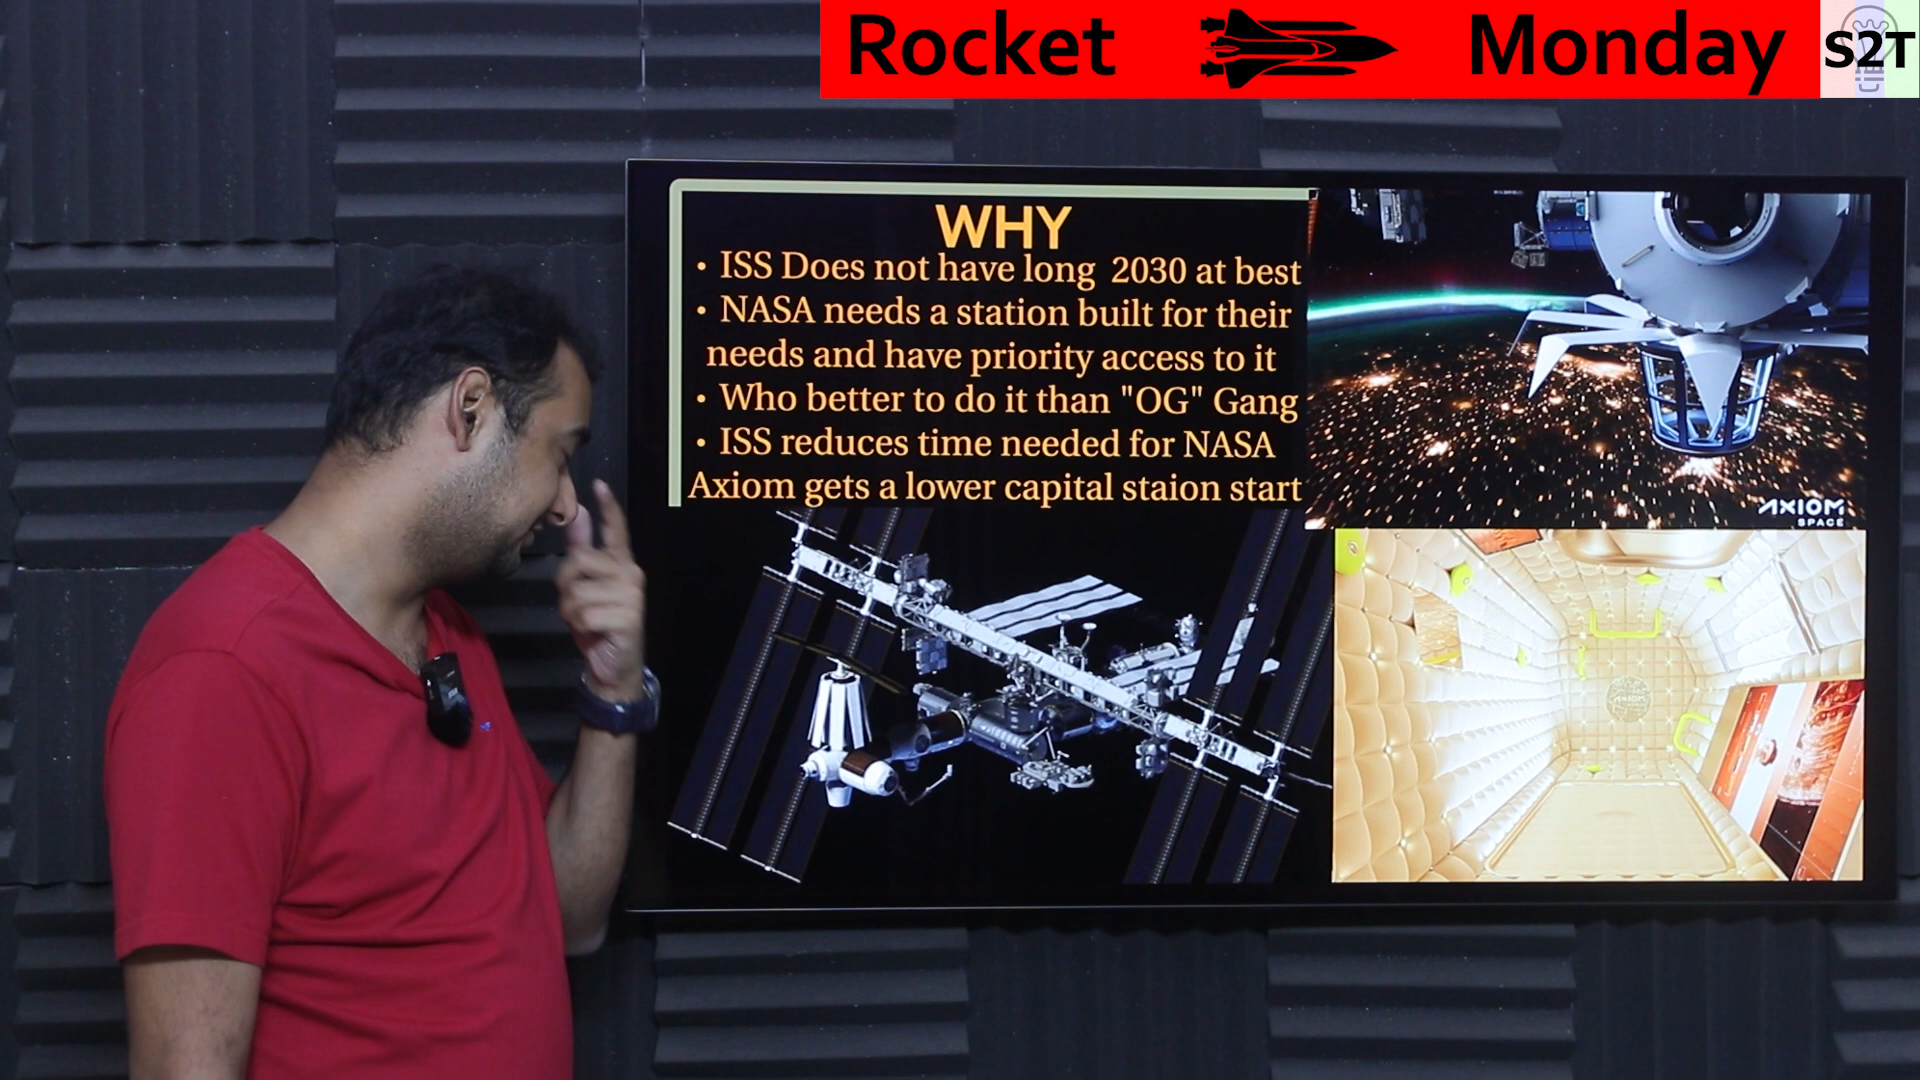 Rocket Monday S2T
WHY
• ISS Does not have long 2030 at best
• NASA needs a station built for their
needs and have priority access to it
• Who better to do it than "OG" Gang
• ISS reduces time needed for NASA
Axiom gets a lower capital staion start
AXIOM
SPACE